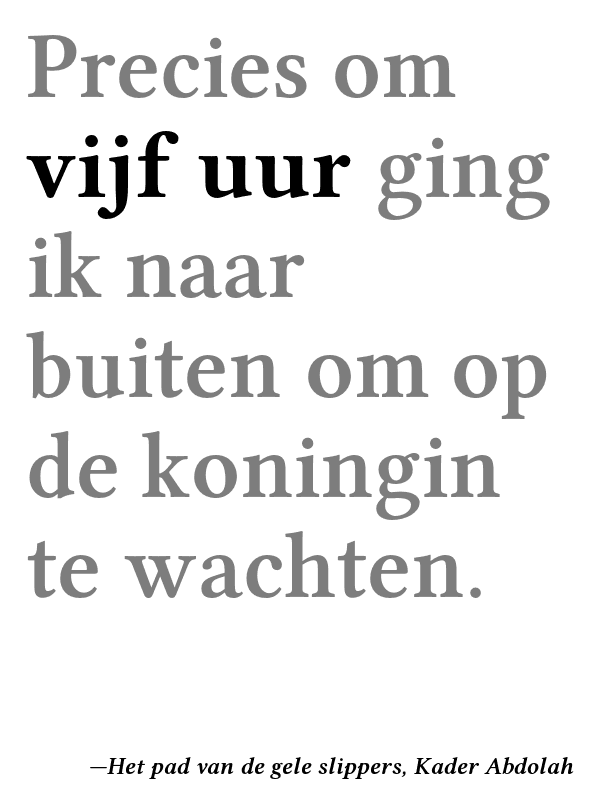 Precies om
vijf uur ging
ik naar
buiten om op
de koningin
te wachten.
—Het pad van de gele slippers, Kader Abdolah